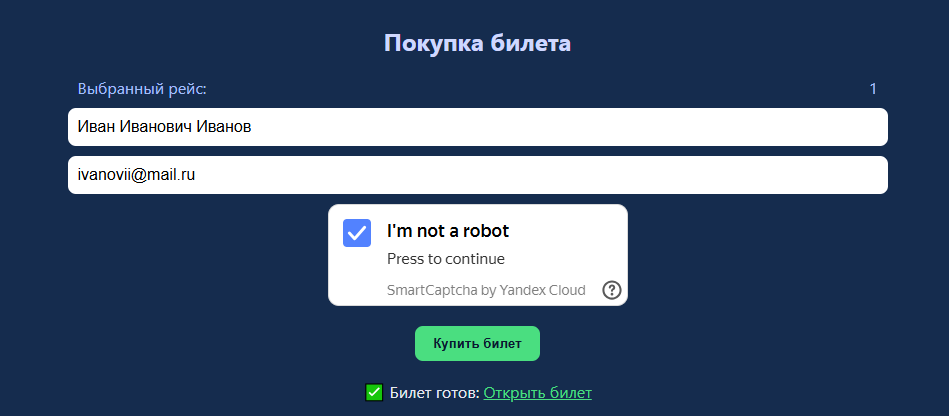 Покупка билета
Выбранный рейс: 1
Иван Иванович Иванов
ivanovii@mail.ru
I'm not a robot
Press to continue
SmartCaptcha by Yandex Cloud ?
Купить билет
✅ Билет готов: Открыть билет